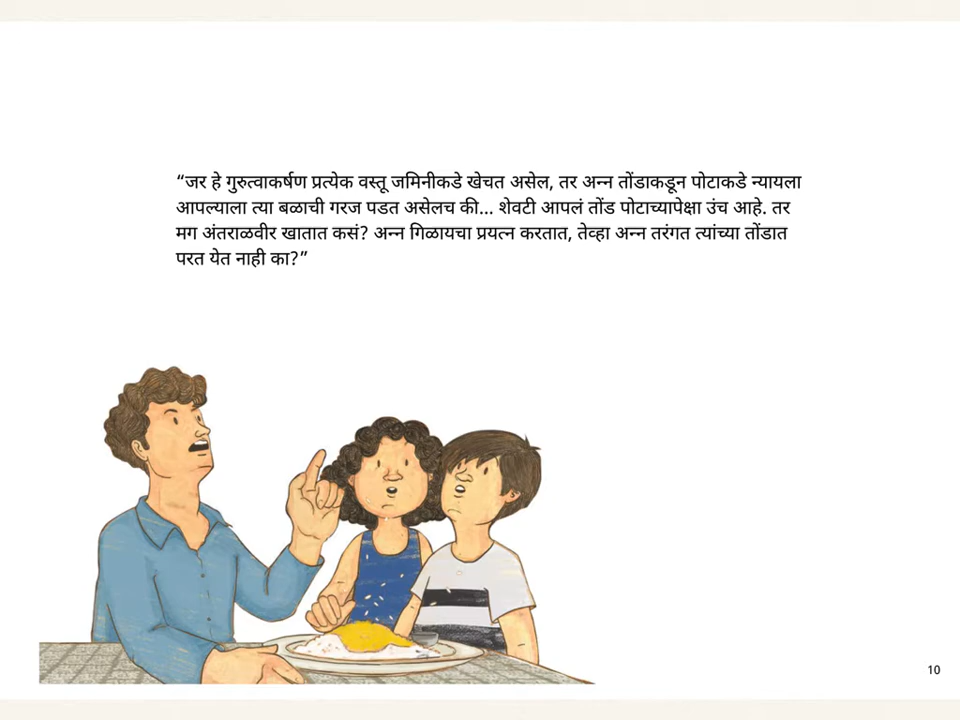 “जर हे गुरुत्वाकर्षण प्रत्येक वस्तू जमिनीकडे खेचत असेल, तर अन्न तोंडाकडून पोटाकडे न्यायला
आपल्याला त्या बळाची गरज पडत असेलच की... शेवटी आपलं तोंड पोटाच्यापेक्षा उंच आहे. तर
मग अंतराळवीर खातात कसं? अन्न गिळायचा प्रयत्न करतात, तेव्हा अन्न तरंगत त्यांच्या तोंडात
परत येत नाही का?”
10